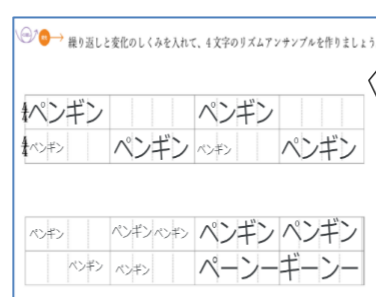 繰り返しと変化のしくみを入れて、4文字のリズムアンサンブルを作りましょう
ペンギン ペンギン
ペンギン ペンギン ペンギン ペンギン
ペンギン ペンギン ペンギン ペンギン ペンギン
ペンギン ペンギン ペーンーギーンー